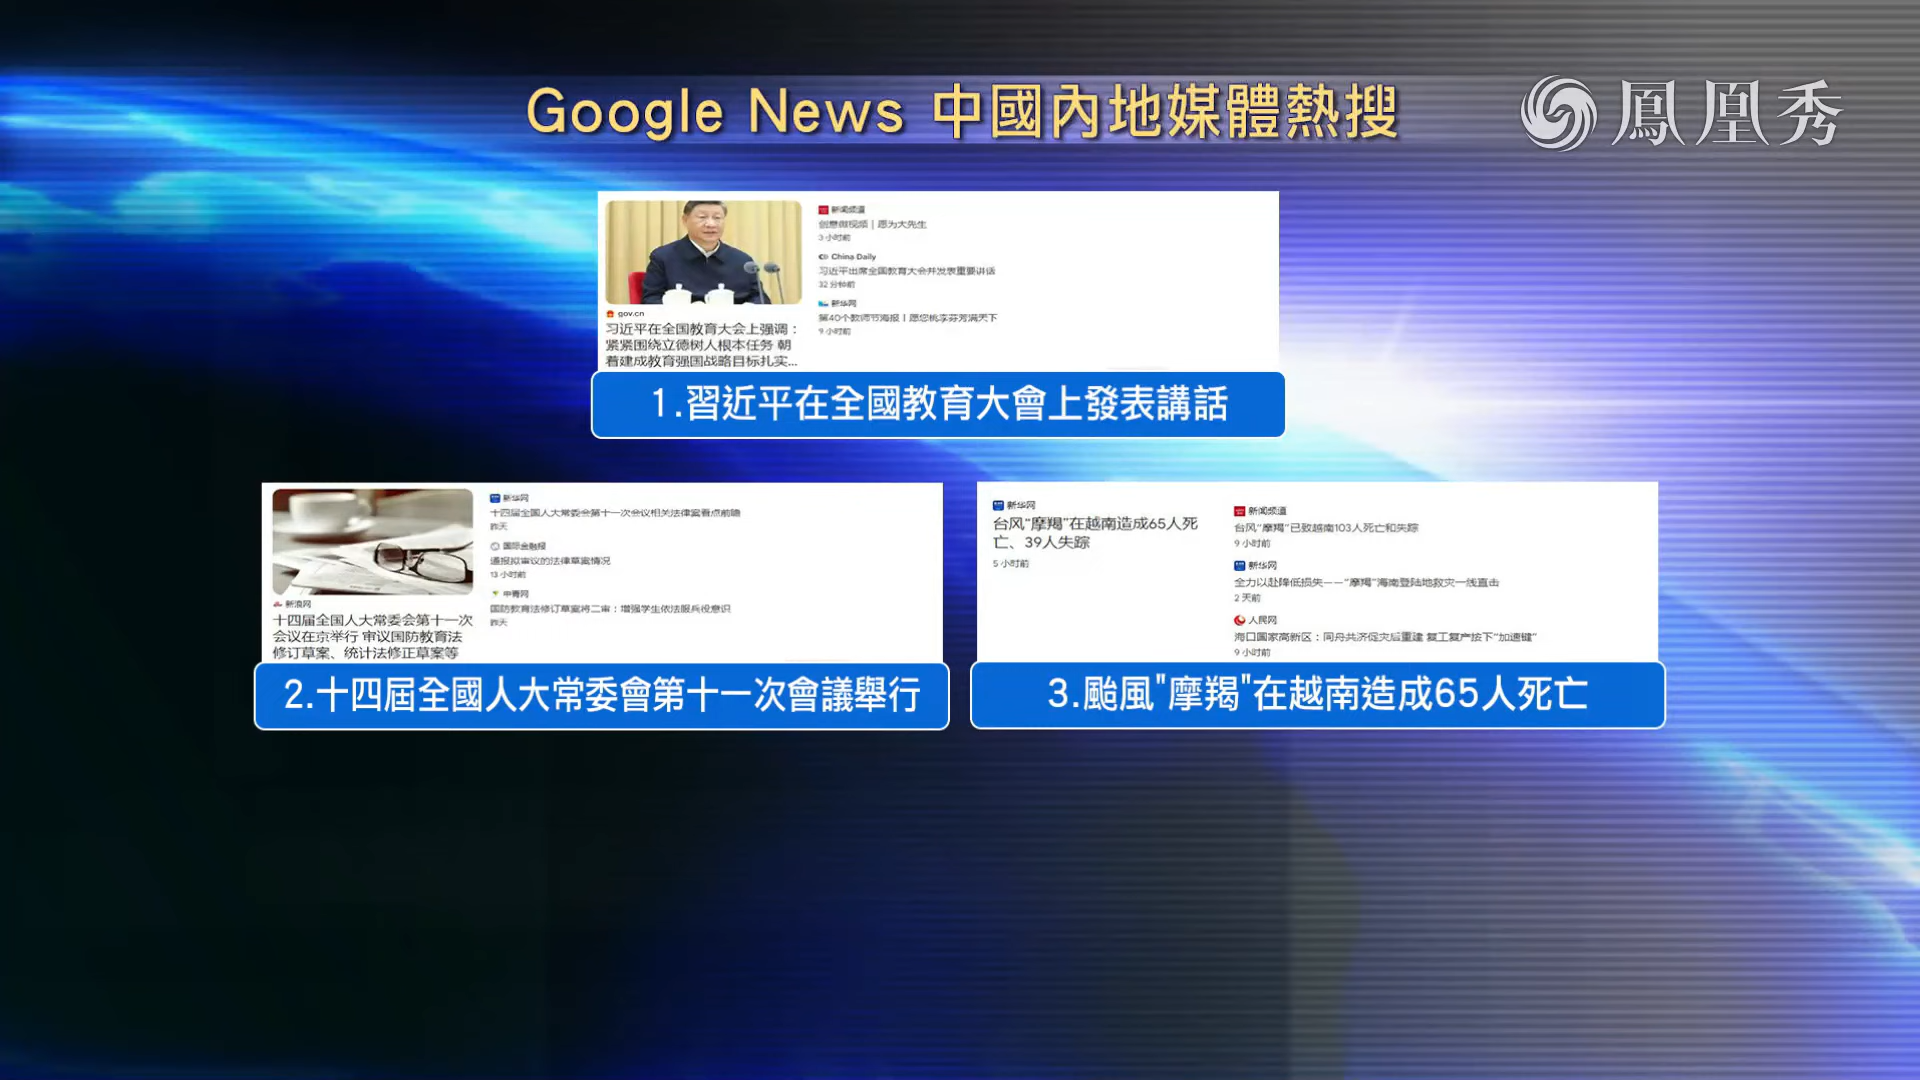 Google News 中國內地媒體熱搜
鳳凰秀
新闻频道
创意微视频｜愿为大先生
3 小时前
China Daily
习近平出席全国教育大会并发表重要讲话
32 分钟前
新华网
第40个教师节海报丨愿您桃李芬芳满天下
9 小时前
gov.cn
习近平在全国教育大会上强调：
紧紧围绕立德树人根本任务 朝
着建成教育强国战略目标扎实...
1.習近平在全國教育大會上發表講話
新华网
十四届全国人大常委会第十一次会议相关法律案看点前瞻
昨天
国际金融报
通报拟审议的法律草案情况
13 小时前
中青网
国防教育法修订草案将二审：增强学生依法服兵役意识
昨天
新浪网
十四届全国人大常委会第十一次
会议在京举行 审议国防教育法
修订草案、统计法修正草案等
2.十四屆全國人大常委會第十一次會議舉行
新华网
台风“摩羯”在越南造成65人死
亡、39人失踪
5 小时前
新闻频道
台风“摩羯”已致越南103人死亡和失踪
9 小时前
新华网
全力以赴降低损失——“摩羯”海南登陆地救灾一线直击
2 天前
人民网
海口国家高新区：同舟共济促灾后重建 复工复产按下“加速键”
9 小时前
3.颱風"摩羯"在越南造成65人死亡